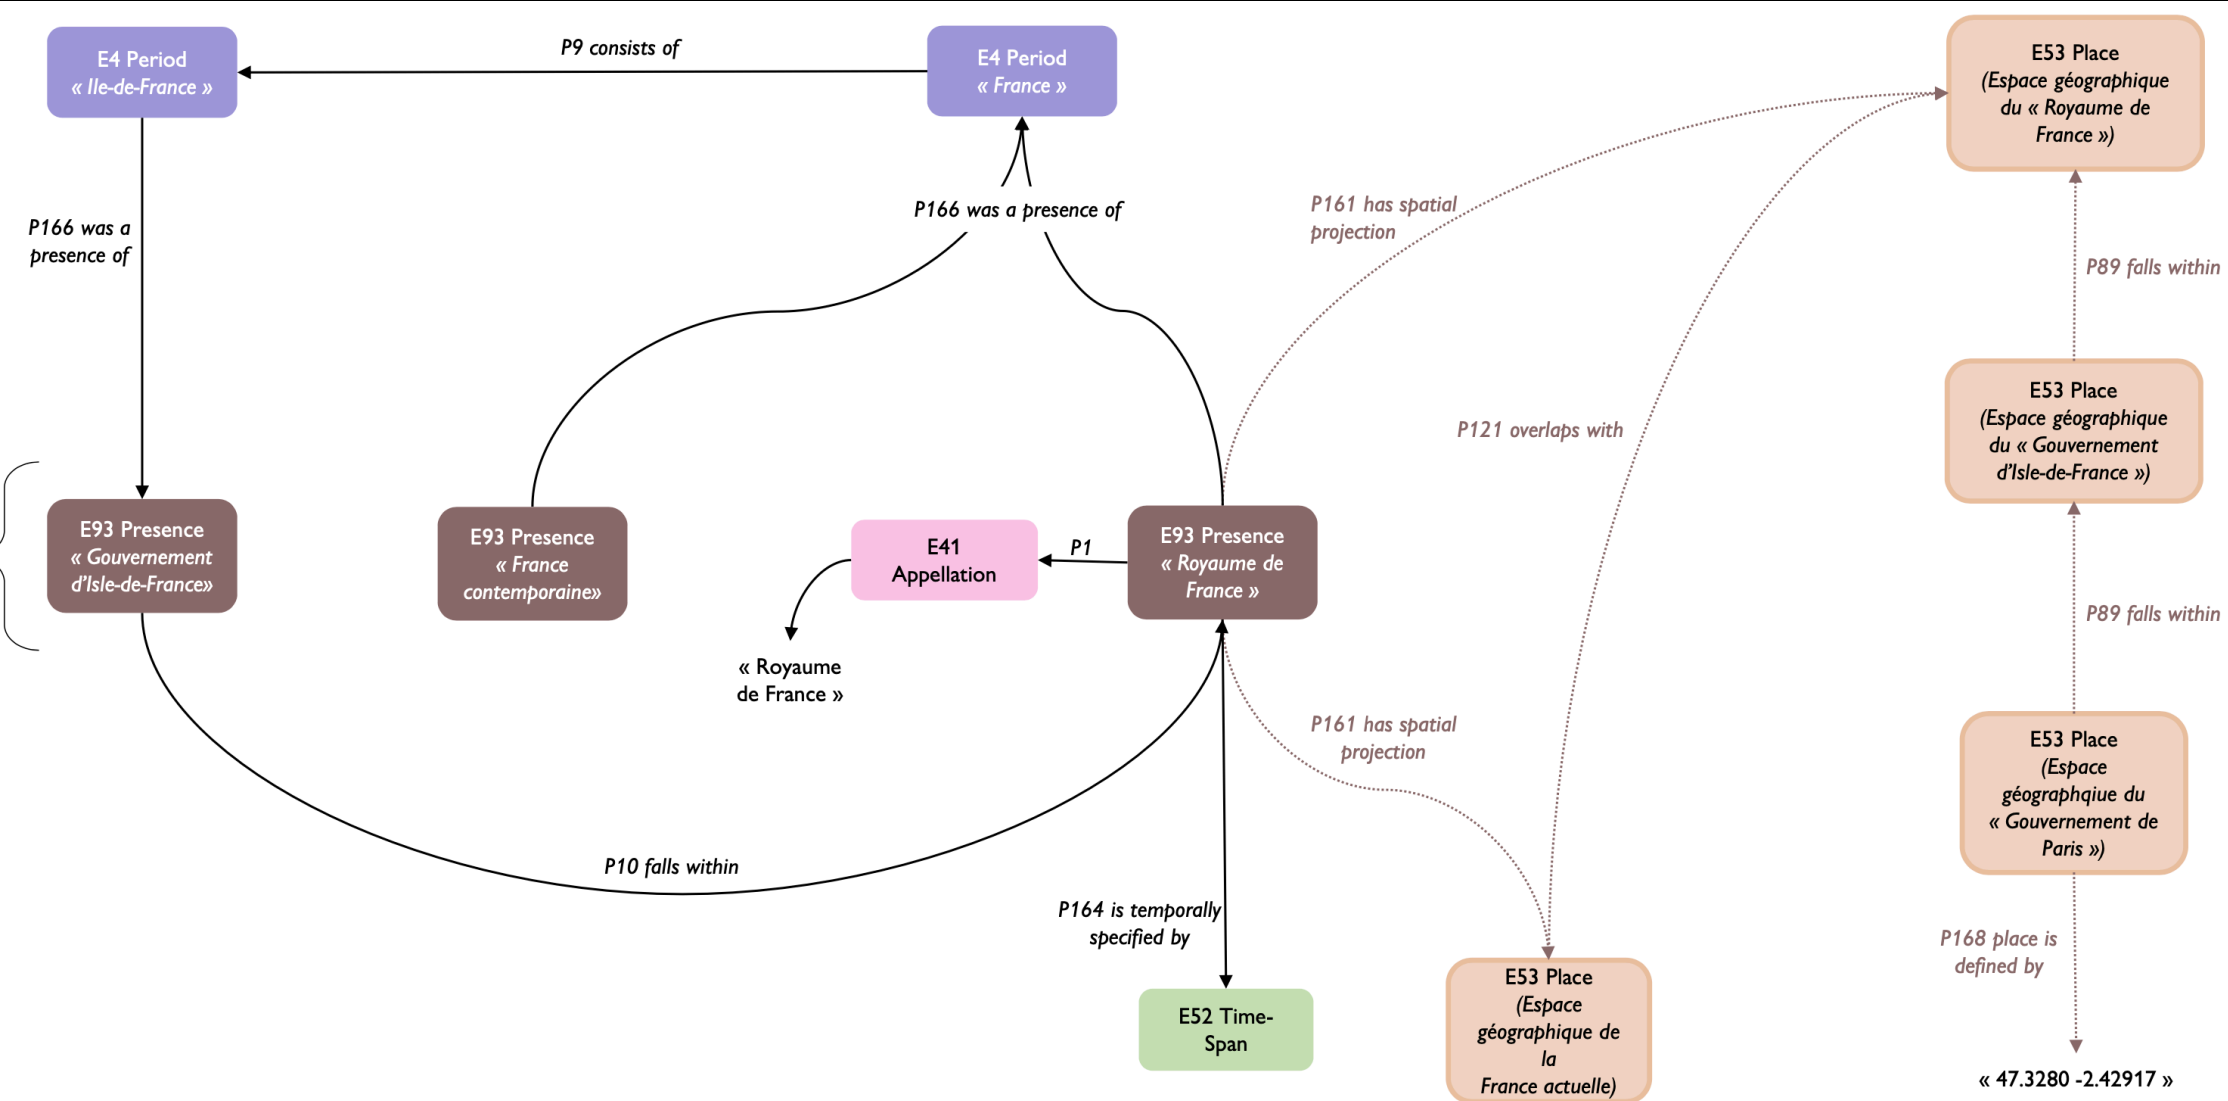 E4 Period
« Ile-de-France »
P9 consists of
E4 Period
« France »
E53 Place
(Espace géographique
du « Royaume de
France »)
P166 was a
presence of
P166 was a presence of
P161 has spatial
projection
P89 falls within
P121 overlaps with
E53 Place
(Espace géographique
du « Gouvernement
d’Isle-de-France »)
E93 Presence
« Gouvernement
d’Isle-de-France»
E93 Presence
« France
contemporaine»
E41
Appellation
P1
E93 Presence
« Royaume de
France »
« Royaume
de France »
P89 falls within
P161 has spatial
projection
E53 Place
(Espace
géographqiue du
« Gouvernement de
Paris »)
P10 falls within
P164 is temporally
specified by
P168 place is
defined by
E52 Time-
Span
E53 Place
(Espace
géographique de
la
France actuelle)
« 47.3280 -2.42917 »